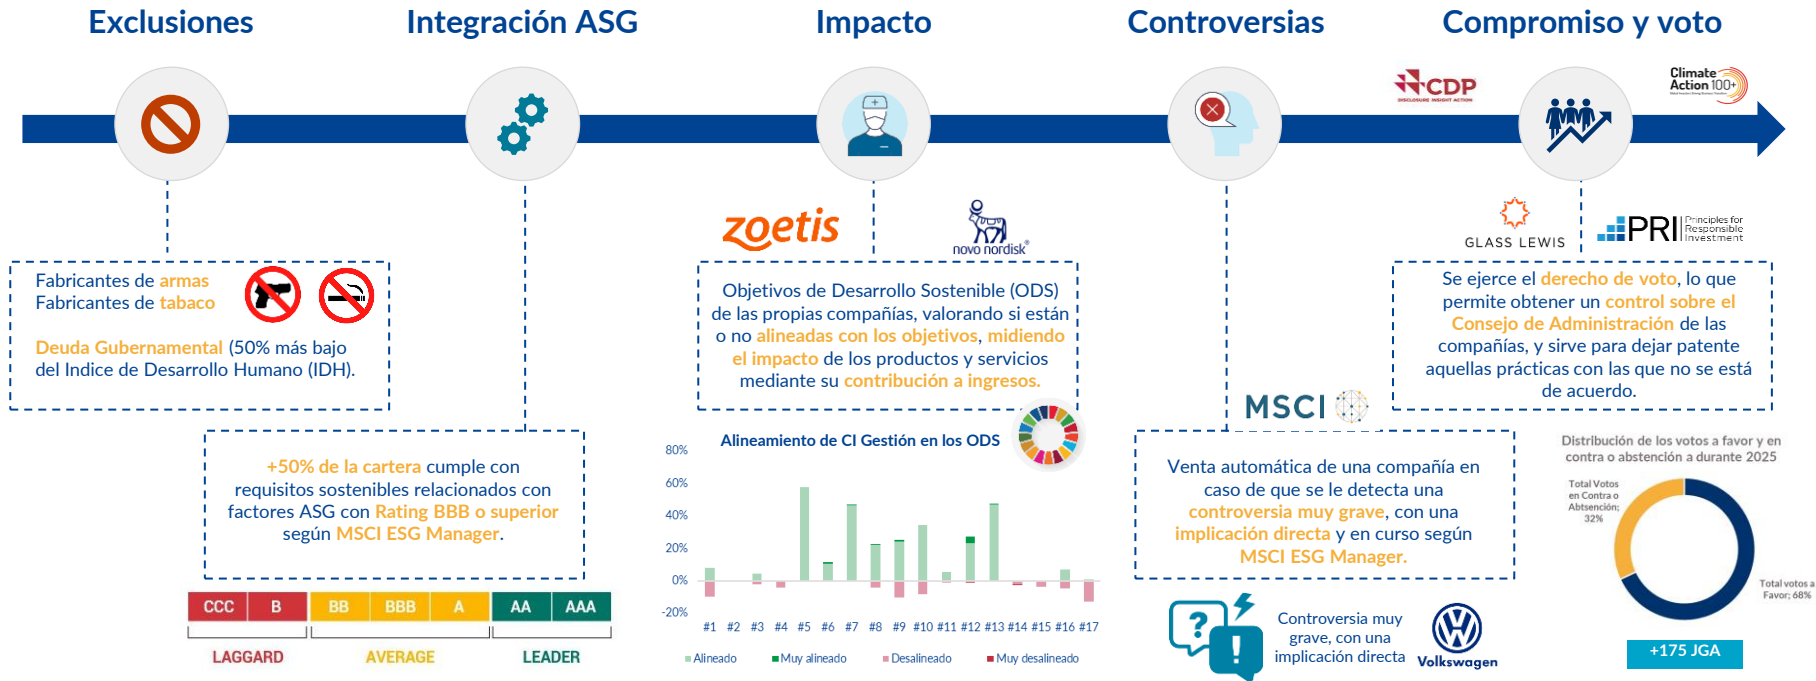 Exclusiones
Integración ASG
Impacto
Controversias
Compromiso y voto
CDP
DISCLOSURE INSIGHT ACTION
Climate
Action 100+
Fabricantes de armas
Fabricantes de tabaco
Deuda Gubernamental (50% más bajo
del Indice de Desarrollo Humano (IDH).
+50% de la cartera cumple con
requisitos sostenibles relacionados con
factores ASG con Rating BBB o superior
según MSCI ESG Manager.
CCC B BB BBB A AA AAA
LAGGARD AVERAGE LEADER
zoetis
novo nordisk®
Objetivos de Desarrollo Sostenible (ODS)
de las propias compañías, valorando si están
o no alineadas con los objetivos, midiendo
el impacto de los productos y servicios
mediante su contribución a ingresos.
Alineamiento de CI Gestión en los ODS
80%
60%
40%
20%
0%
-20%
#1 #2 #3 #4 #5 #6 #7 #8 #9 #10 #11 #12 #13 #14 #15 #16 #17
Alineado Muy alineado Desalineado Muy desalineado
MSCI
Venta automática de una compañía en
caso de que se le detecta una
controversia muy grave, con una
implicación directa y en curso según
MSCI ESG Manager.
? !
Controversia muy
grave, con una
implicación directa
Volkswagen
GLASS LEWIS
PRI Principles for
Responsible
Investment
Se ejerce el derecho de voto, lo que
permite obtener un control sobre el
Consejo de Administración de las
compañías, y sirve para dejar patente
aquellas prácticas con las que no se está
de acuerdo.
Distribución de los votos a favor y en
contra o abstención a durante 2025
Total Votos
en Contra o
Abtsención;
32%
Total votos a
Favor; 68%
+175 JGA